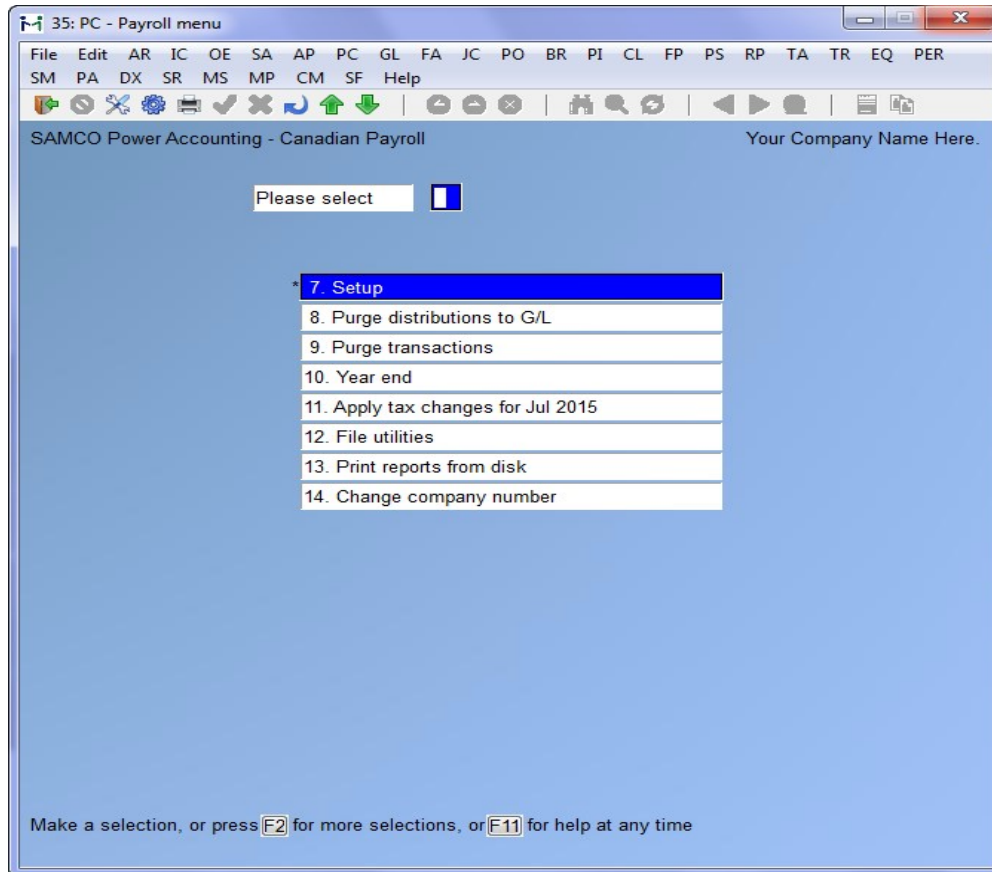 35: PC - Payroll menu
File Edit AR IC OE SA AP PC GL FA JC PO BR PI CL FP PS RP TA TR EQ PER
SM PA DX SR MS MP CM SF Help
SAMCO Power Accounting - Canadian Payroll Your Company Name Here.
Please select
* 7. Setup
8. Purge distributions to G/L
9. Purge transactions
10. Year end
11. Apply tax changes for Jul 2015
12. File utilities
13. Print reports from disk
14. Change company number
Make a selection, or press F2 for more selections, or F11 for help at any time